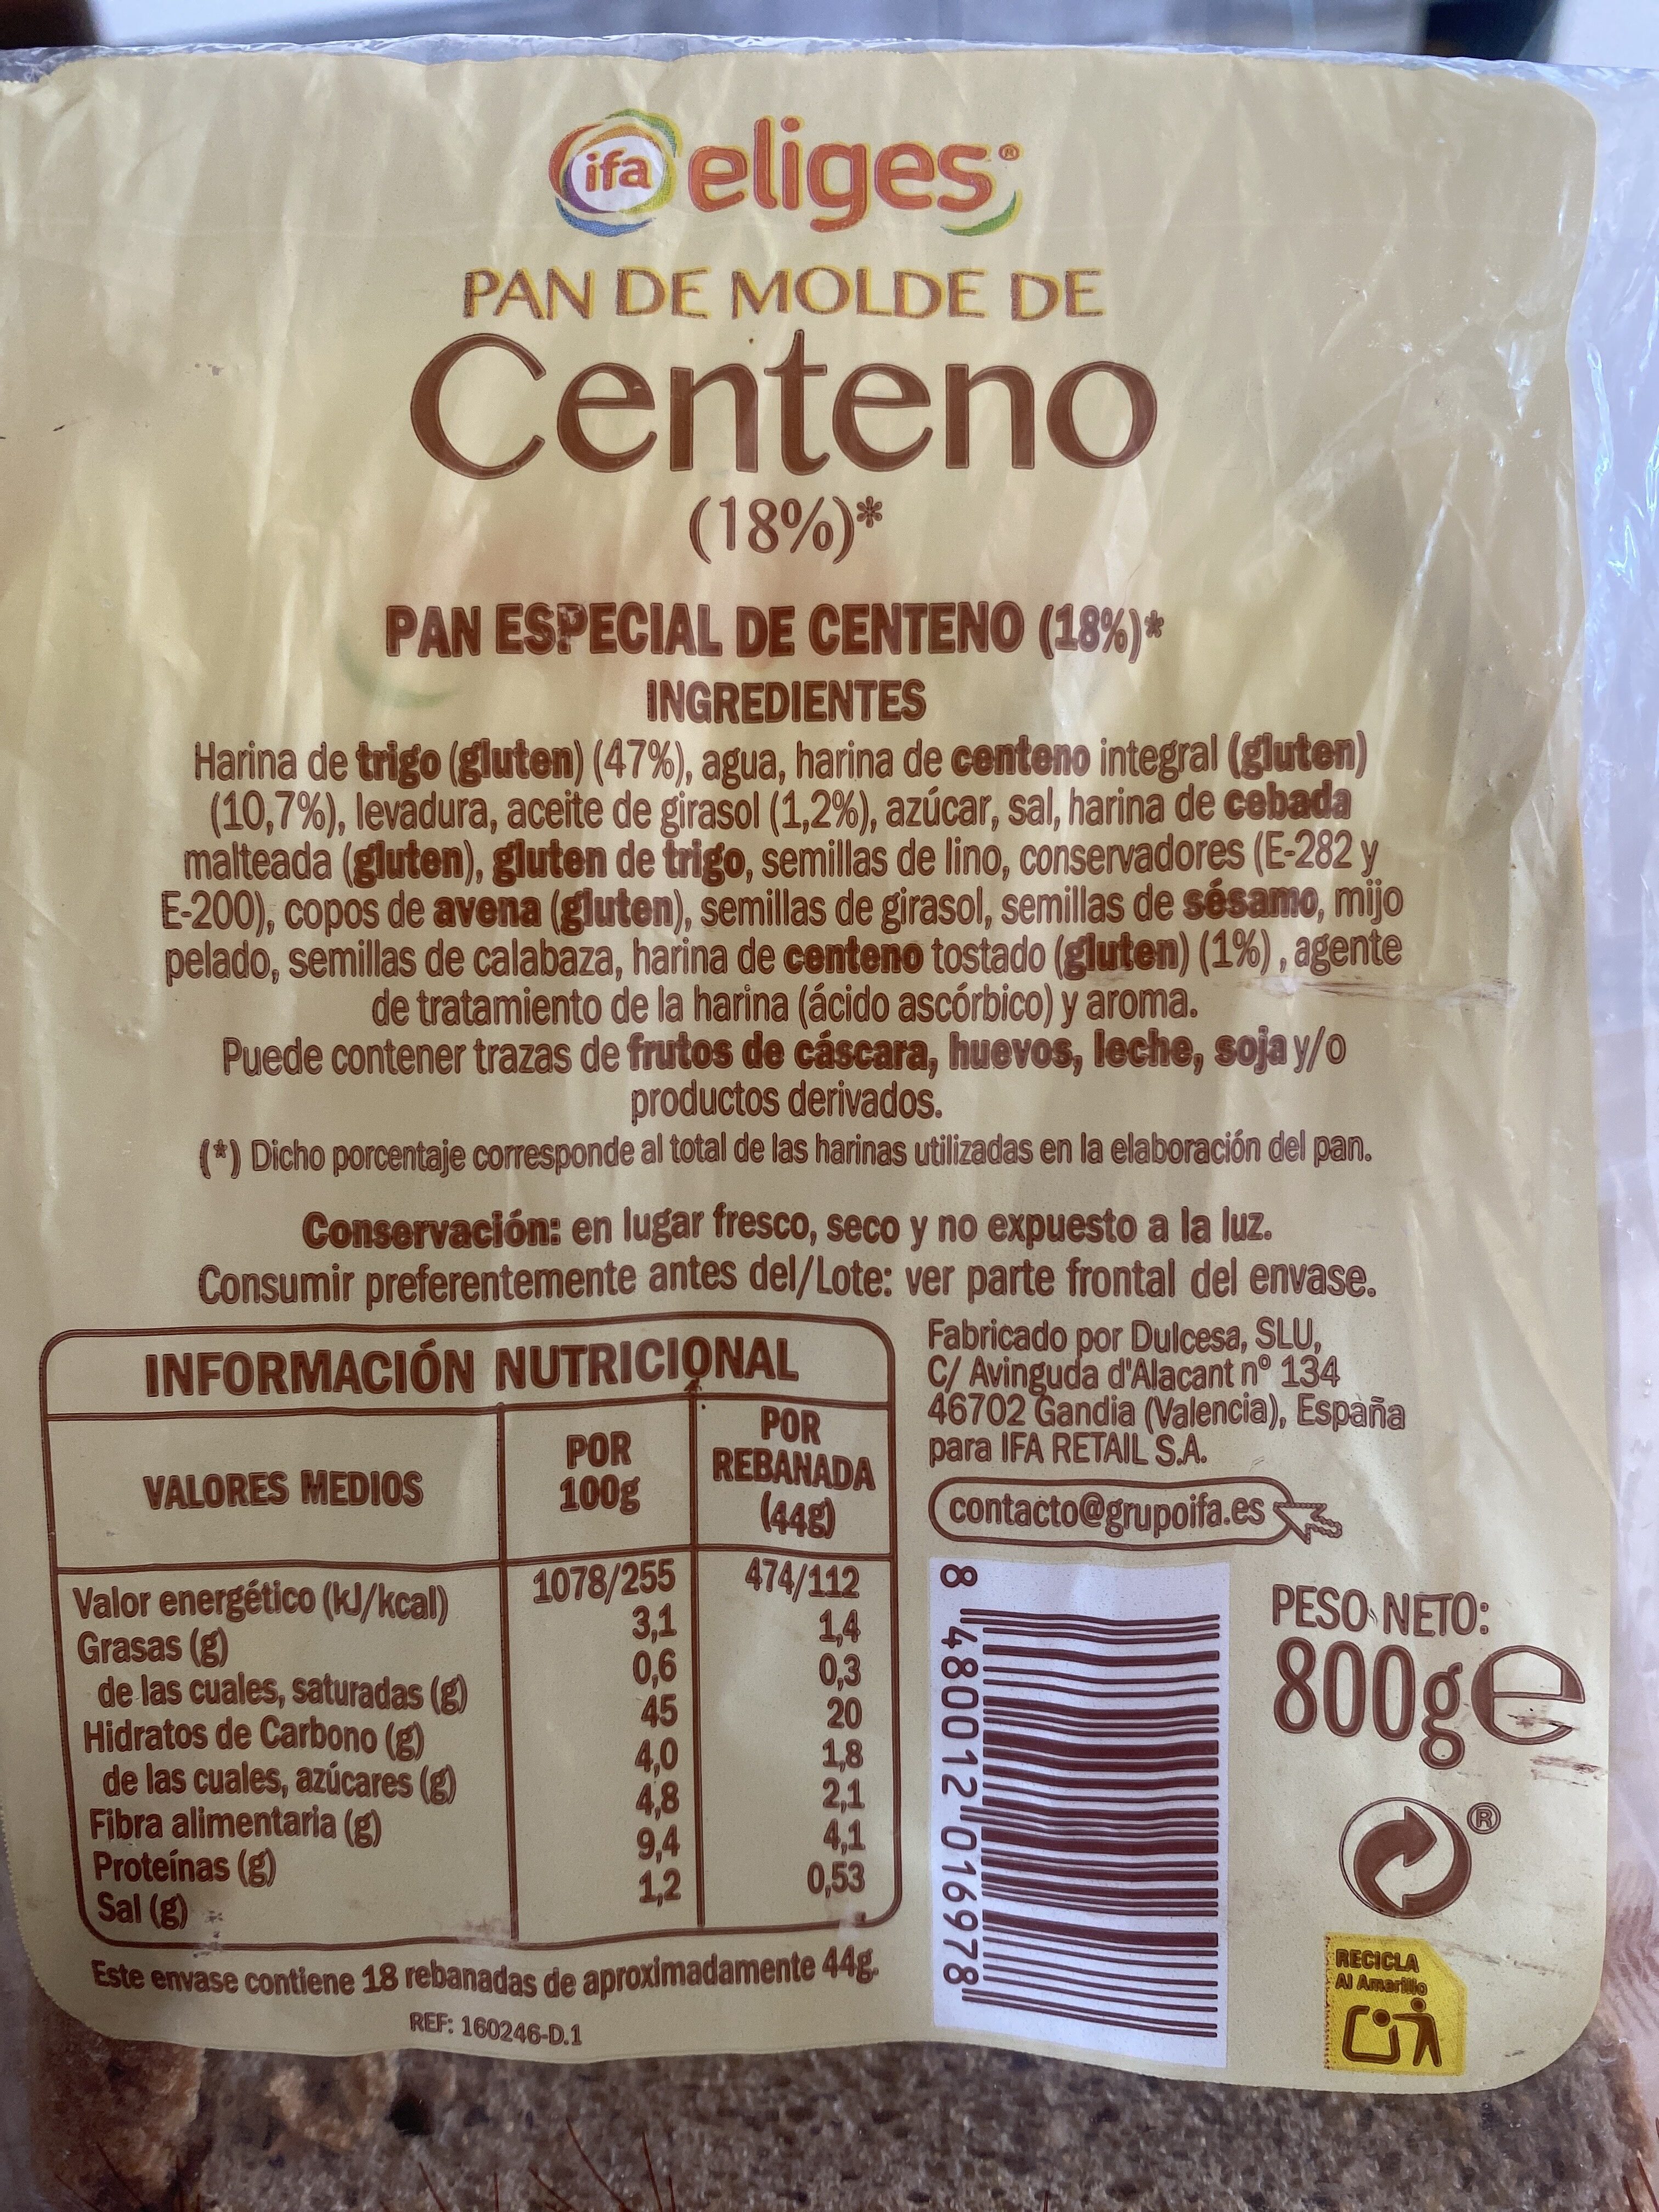 ifa eliges®
PAN DE MOLDE DE
Centeno
(18%)*
PAN ESPECIAL DE CENTENO (18%)*
INGREDIENTES
Harina de trigo (gluten) (47%), agua, harina de centeno integral (gluten)
(10,7%), levadura, aceite de girasol (1,2%), azúcar, sal, harina de cebada
malteada (gluten), gluten de trigo, semillas de lino, conservadores (E-282 y
E-200), copos de avena (gluten), semillas de girasol, semillas de sésamo, mijo
pelado, semillas de calabaza, harina de centeno tostado (gluten) (1%) , agente
de tratamiento de la harina (ácido ascórbico) y aroma.
Puede contener trazas de frutos de cáscara, huevos, leche, soja y/o
productos derivados.
(*) Dicho porcentaje corresponde al total de las harinas utilizadas en la elaboración del pan.
Conservación: en lugar fresco, seco y no expuesto a la luz.
Consumir preferentemente antes del/Lote: ver parte frontal del envase.
INFORMACIÓN NUTRICIONAL
VALORES MEDIOS POR 100g POR REBANADA (44g)
Valor energético (kJ/kcal) 1078/255 474/112
Grasas (g) 3,1 1,4
de las cuales, saturadas (g) 0,6 0,3
Hidratos de Carbono (g) 45 20
de las cuales, azúcares (g) 4,0 1,8
Fibra alimentaria (g) 4,8 2,1
Proteínas (g) 9,4 4,1
Sal (g) 1,2 0,53
Este envase contiene 18 rebanadas de aproximadamente 44g.
REF: 160246-D.1
Fabricado por Dulcesa, SLU,
C/ Avinguda d'Alacant nº 134
46702 Gandia (Valencia), España
para IFA RETAIL S.A.
contacto@grupoifa.es
8 480012 016978
PESO NETO:
800g e
®
RECICLA
Al Amarillo